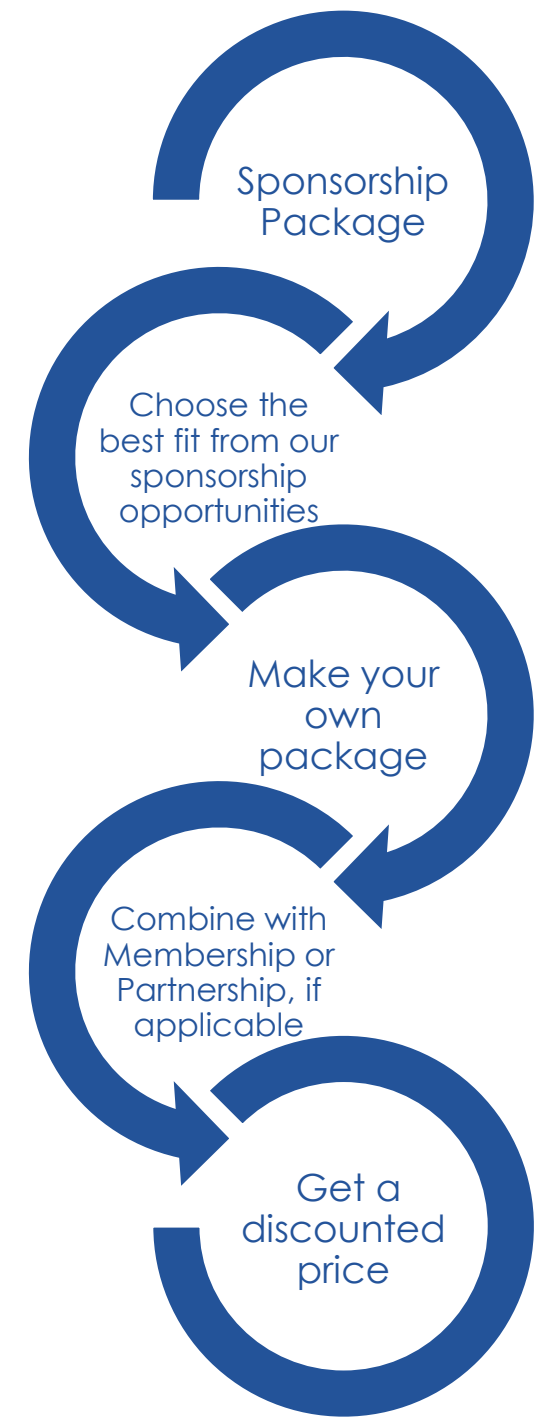 Sponsorship
Package
Choose the
best fit from our
sponsorship
opportunities
Make your
own
package
Combine with
Membership or
Partnership, if
applicable
Get a
discounted
price